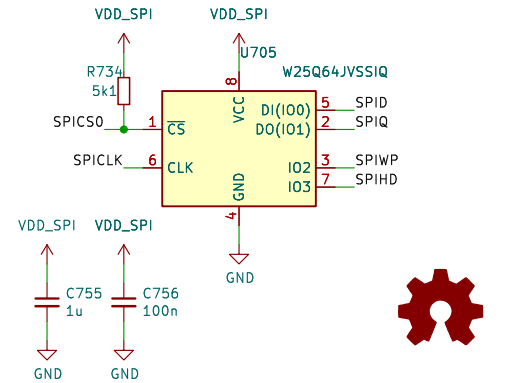 VDD_SPI VDD_SPI
U705
R734 W25Q64JVSSIQ
5k1
8
VCC
DI(IO0) 5 SPID
SPICS0 1 CS DO(IO1) 2 SPIQ
SPICLK 6 CLK IO2 3 SPIWP
IO3 7 SPIHD
GND
4
VDD_SPI VDD_SPI
GND
C755 C756
1u 100n
GND GND